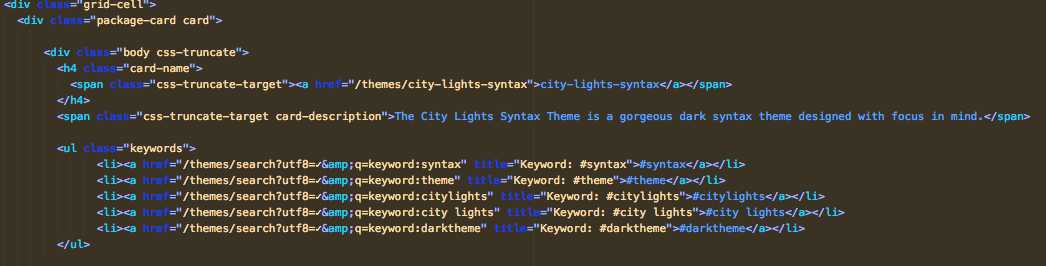 <div class="grid-cell">
<div class="package-card card">
<div class="body css-truncate">
<h4 class="card-name">
<span class="css-truncate-target"><a href="/themes/city-lights-syntax">city-lights-syntax</a></span>
</h4>
<span class="css-truncate-target card-description">The City Lights Syntax Theme is a gorgeous dark syntax theme designed with focus in mind.</span>
<ul class="keywords">
<li><a href="/themes/search?utf8=✓&amp;q=keyword:syntax" title="Keyword: #syntax">#syntax</a></li>
<li><a href="/themes/search?utf8=✓&amp;q=keyword:theme" title="Keyword: #theme">#theme</a></li>
<li><a href="/themes/search?utf8=✓&amp;q=keyword:citylights" title="Keyword: #citylights">#citylights</a></li>
<li><a href="/themes/search?utf8=✓&amp;q=keyword:city lights" title="Keyword: #city lights">#city lights</a></li>
<li><a href="/themes/search?utf8=✓&amp;q=keyword:darktheme" title="Keyword: #darktheme">#darktheme</a></li>
</ul>